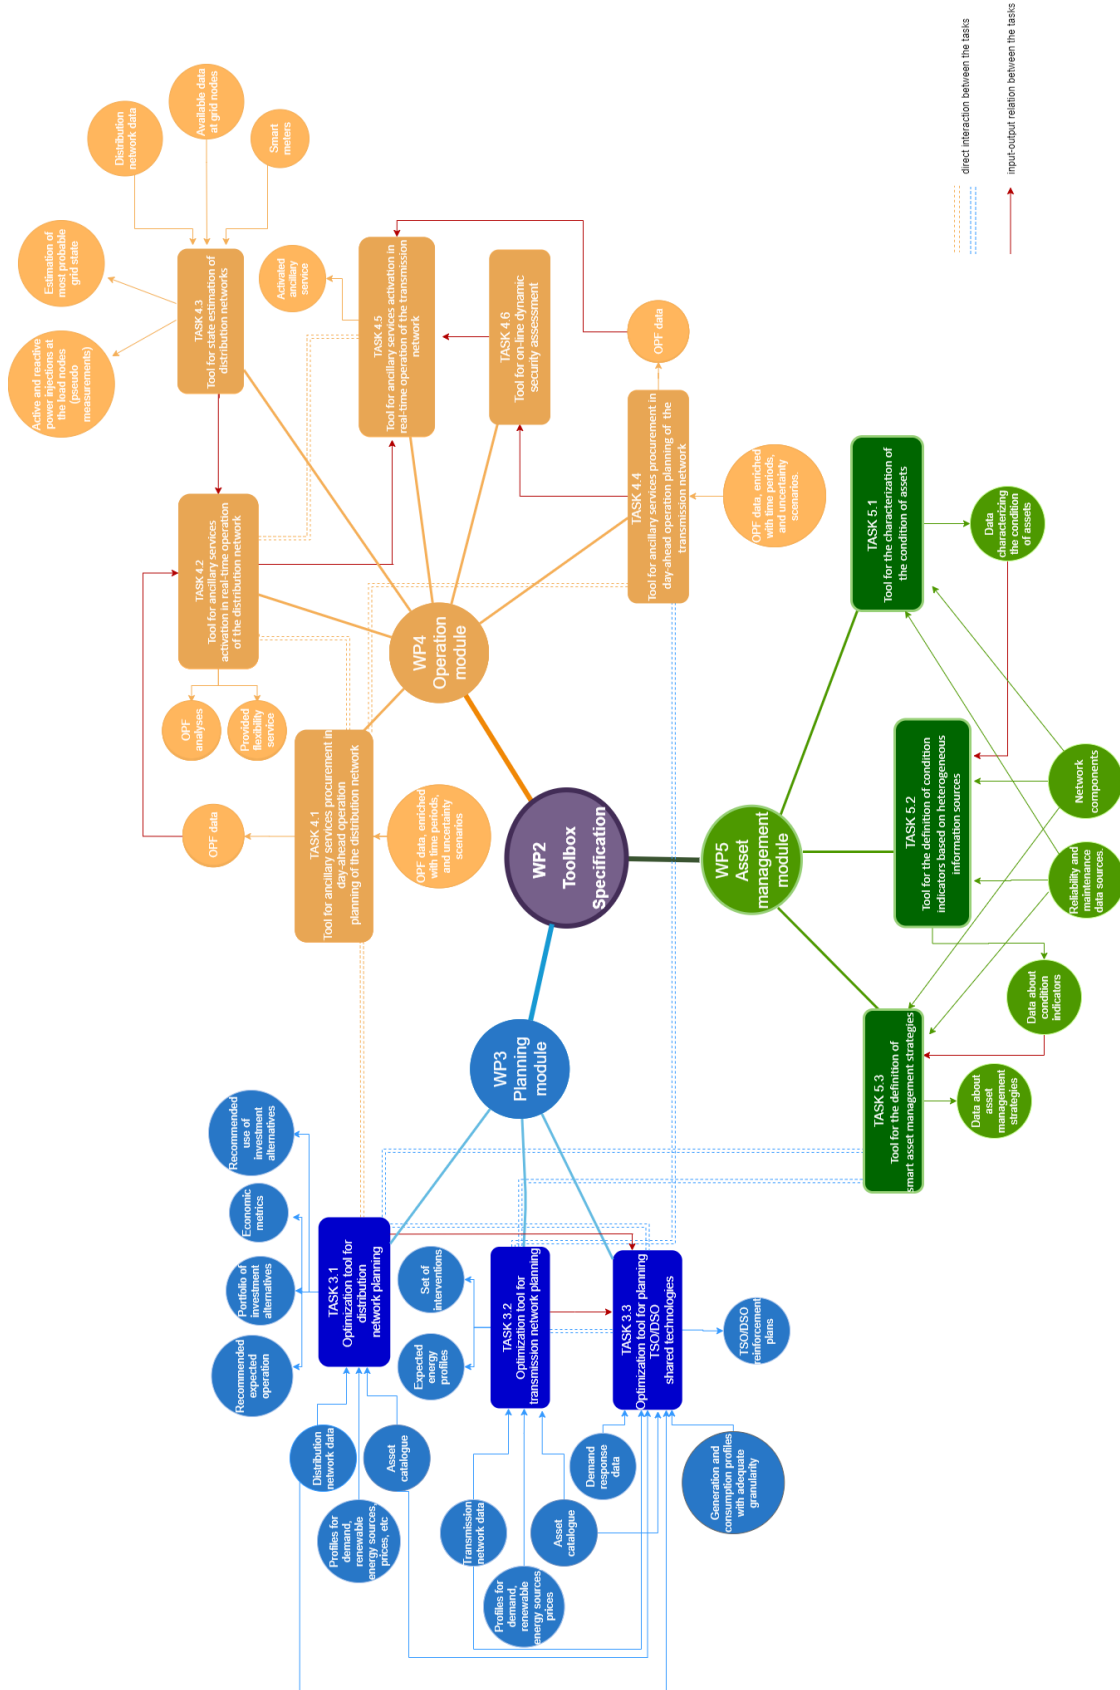 Recommended
expected
operation
Portfolio of
investment
alternatives
Economic
metrics
Recommended
use of
investment
alternatives
Distribution
network data
Profiles for
demand,
renewable
energy sources,
prices, etc
Asset
catalogue
TASK 3.1
Optimization tool for
distribution
network planning
Expected
energy
profiles
Set of
interventions
Transmission
network data
Profiles for
demand,
renewable
energy sources
prices
Asset
catalogue
TASK 3.2
Optimization tool for
transmission network planning
Demand
response
data
Generation and
consumption profiles
with adequate
granularity
TASK 3.3
Optimization tool for planning
TSO/DSO
shared technologies
TSO/DSO
reinforcement
plans
WP3
Planning
module
WP2
Toolbox
Specification
WP4
Operation
module
WP5
Asset
management
module
OPF data
TASK 4.1
Tool for ancillary services procurement in
day-ahead operation
planning of the distribution network
OPF data, enriched
with time periods,
and uncertainty
scenarios
OPF
analyses
Provided
flexibility
service
TASK 4.2
Tool for ancillary services
activation in real-time operation
of the distribution network
Active and reactive
power injections at
the load nodes
(pseudo
measurements)
Estimation of
most probable
grid state
TASK 4.3
Tool for state estimation of
distribution networks
Distribution
network data
Available data
at grid nodes
Smart
meters
Activated
ancillary
service
TASK 4.5
Tool for ancillary services activation in
real-time operation of the transmission
network
TASK 4.6
Tool for on-line dynamic
security assessment
OPF data
TASK 4.4
Tool for ancillary services procurement in
day-ahead operation planning of the
transmission network
OPF data, enriched
with time periods,
and uncertainty
scenarios.
TASK 5.3
Tool for the definition of
smart asset management strategies
Data about
asset
management
strategies
Data about
condition
indicators
TASK 5.2
Tool for the definition of condition
indicators based on heterogeneous
information sources
Reliability and
maintenance
data sources
Network
components
TASK 5.1
Tool for the characterization of
the condition of assets
Data
characterizing
the condition
of assets
direct interaction between the tasks
input-output relation between the tasks